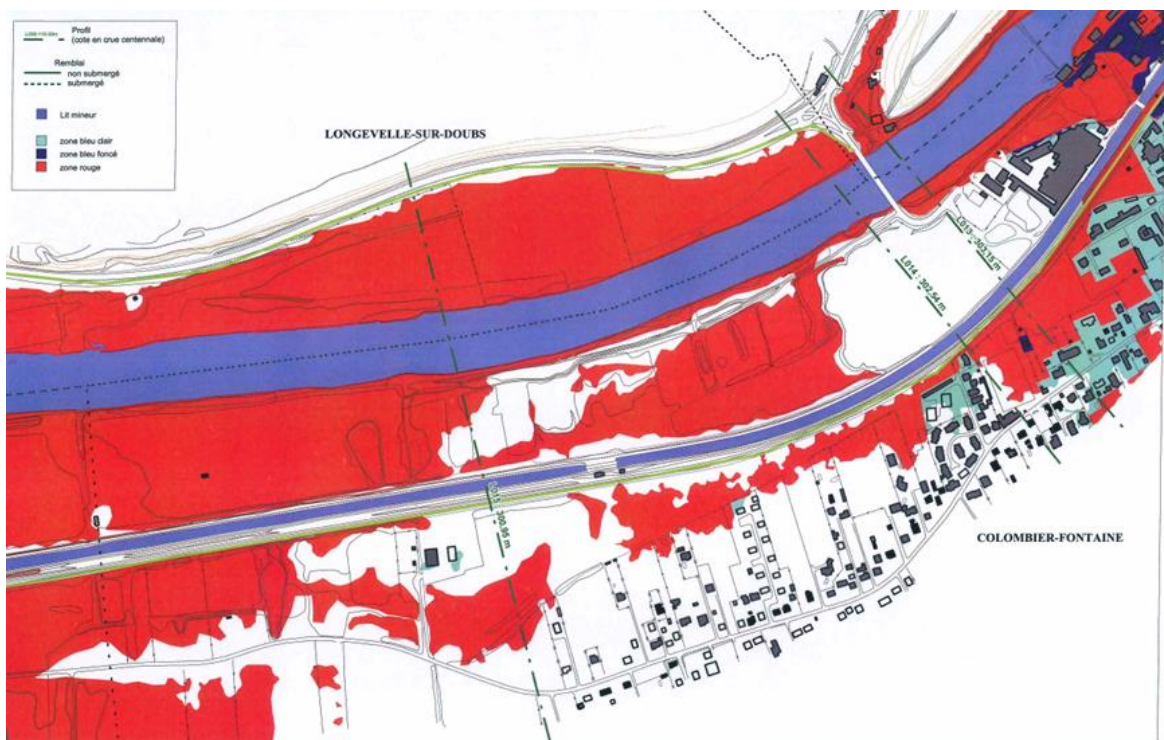 Profil
(cote en crue centennale)
Remblai
non submergé
submergé
Lit mineur
zone bleu clair
zone bleu foncé
zone rouge
LONGEVELLE-SUR-DOUBS
L014 : 302,54 m
COLOMBIER-FONTAINE